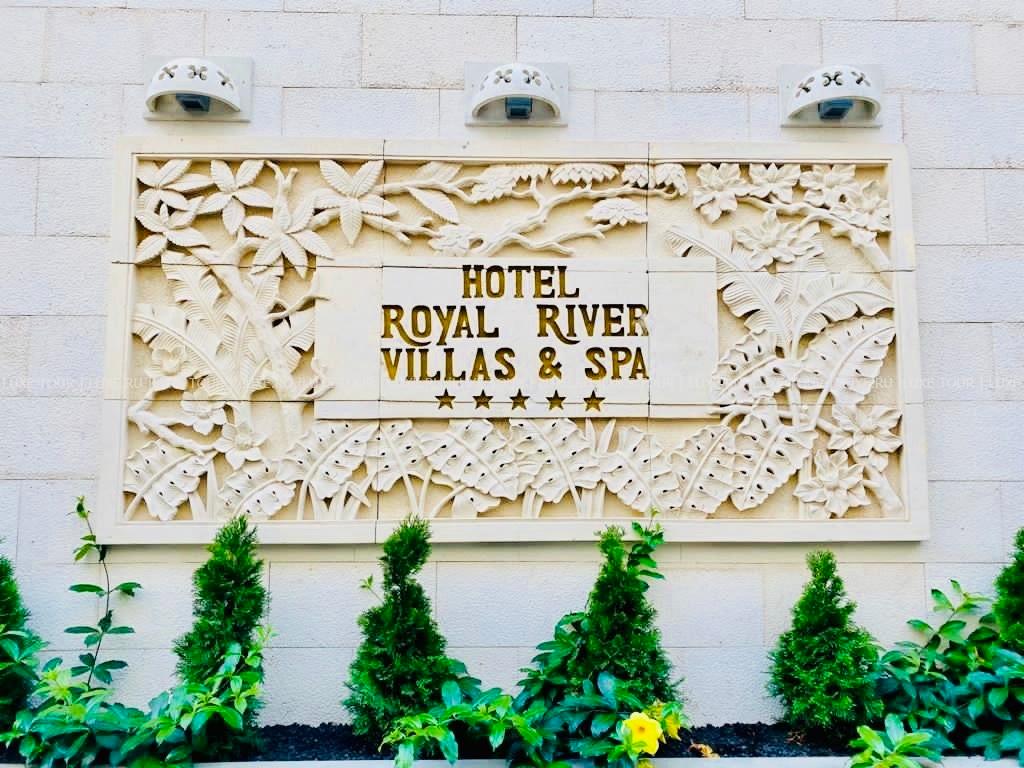 HOTEL
ROYAL RIVER
VILLAS & SPA
★★★★★